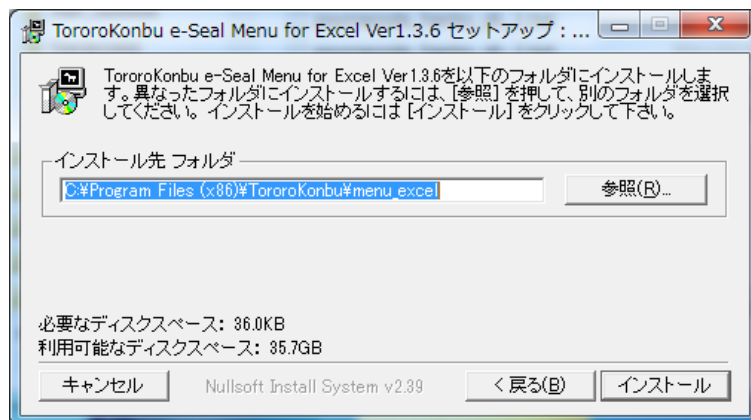 TororoKonbu e-Seal Menu for Excel Ver1.3.6 セットアップ : ...
TororoKonbu e-Seal Menu for Excel Ver1.3.6を以下のフォルダにインストールしま
す。異なったフォルダにインストールするには、[参照] を押して、別のフォルダを選択
してください。インストールを始めるには [インストール] をクリックして下さい。
インストール先 フォルダ
C:¥Program Files (x86)¥TororoKonbu¥menu_excel
参照(R)...
必要なディスクスペース: 36.0KB
利用可能なディスクスペース: 35.7GB
キャンセル
Nullsoft Install System v2.39
< 戻る(B)
インストール